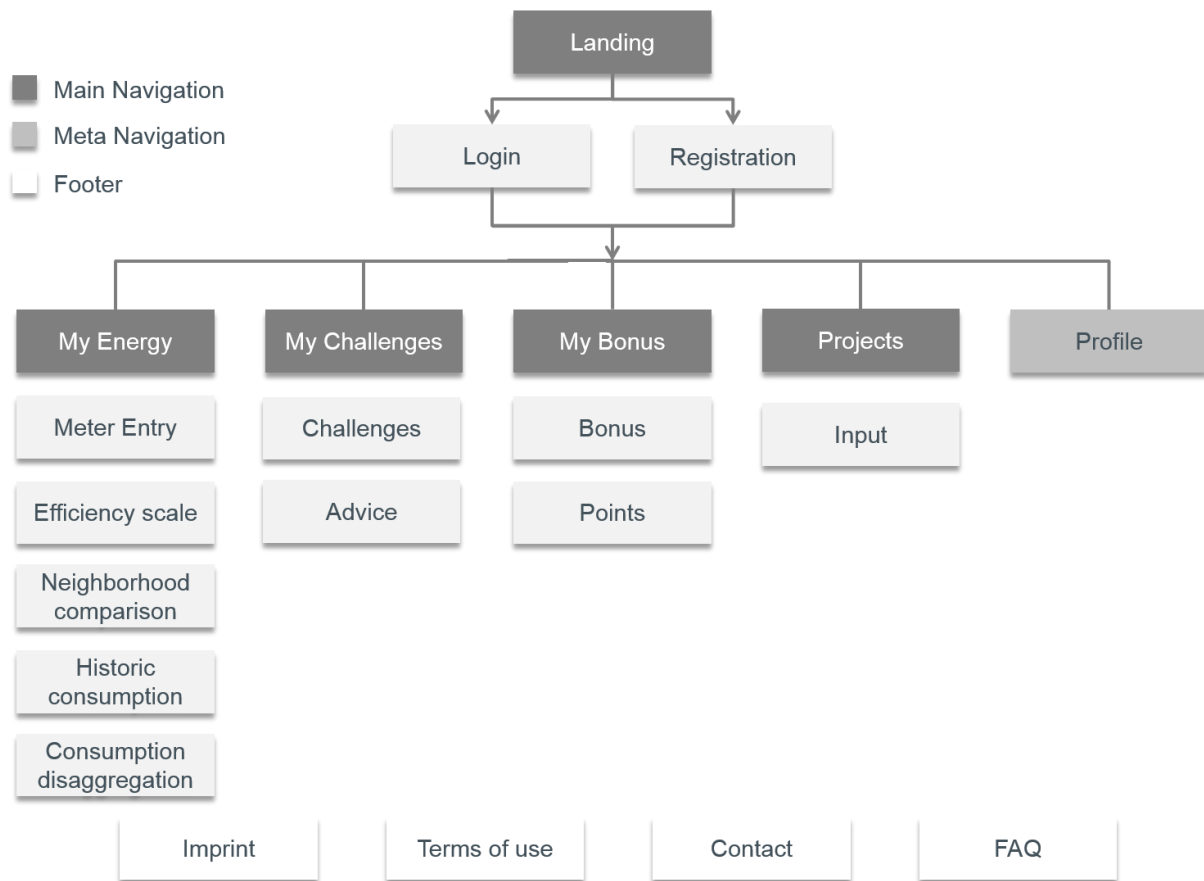 Landing
Main Navigation
Meta Navigation
Footer
Login
Registration
My Energy
My Challenges
My Bonus
Projects
Profile
Meter Entry
Challenges
Bonus
Input
Efficiency scale
Advice
Points
Neighborhood
comparison
Historic
consumption
Consumption
disaggregation
Imprint
Terms of use
Contact
FAQ